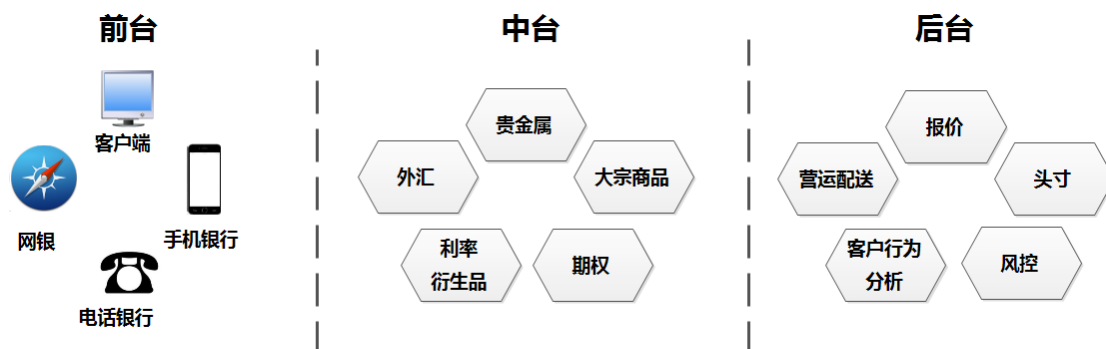 前台
中台
后台
客户端
网银
手机银行
电话银行
贵金属
外汇
大宗商品
利率
衍生品
期权
报价
营运配送
头寸
客户行为
分析
风控